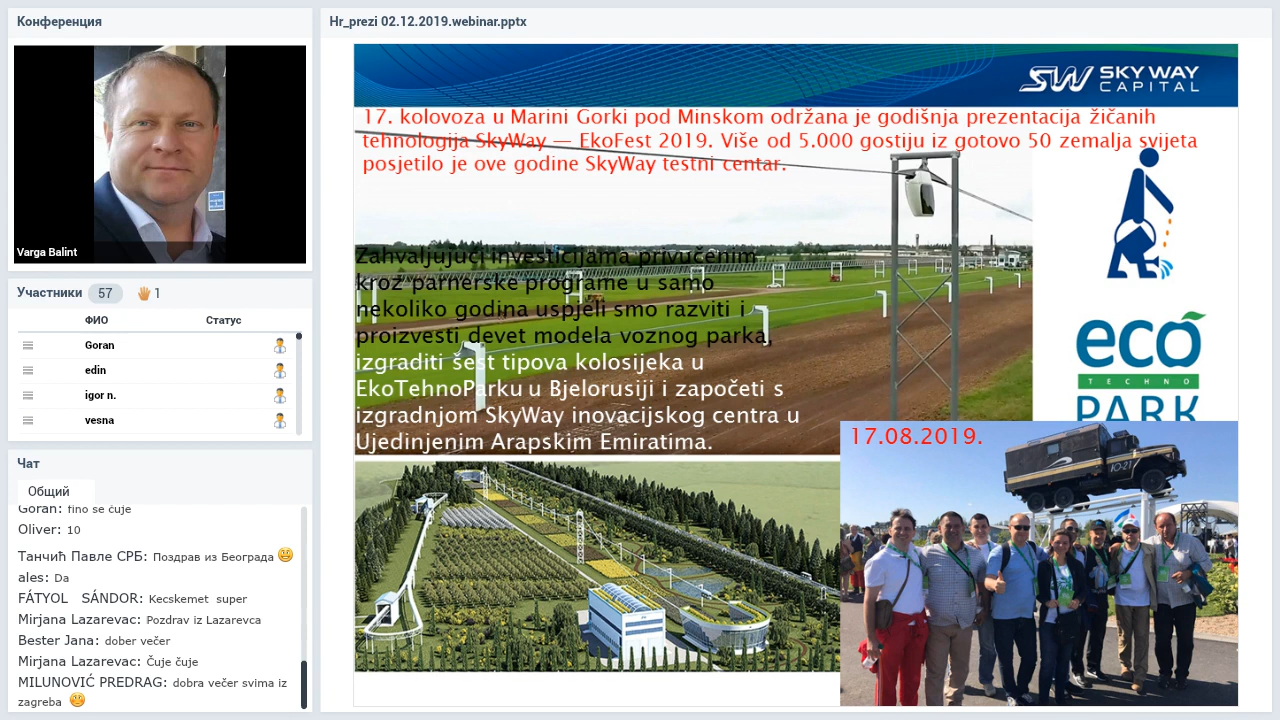 Конференция
Varga Balint
Участники 57 1
ФИО Статус
Goran
edin
igor n.
vesna
Чат
Общий
Goran: fino se čuje
Oliver: 10
Танчић Павле СРБ: Поздрав из Београда
ales: Da
FÁTYOL SÁNDOR: Kecskemet super
Mirjana Lazarevac: Pozdrav iz Lazarevca
Bester Jana: dober večer
Mirjana Lazarevac: Čuje čuje
MILUNOVIĆ PREDRAG: dobra večer svima iz
zagreba
Hr_prezi 02.12.2019.webinar.pptx
SW SKY WAY
CAPITAL
17. kolovoza u Marini Gorki pod Minskom održana je godišnja prezentacija žičanih
tehnologija SkyWay — EkoFest 2019. Više od 5.000 gostiju iz gotovo 50 zemalja svijeta
posjetilo je ove godine SkyWay testni centar.
Zahvaljujući investicijama privučenim
kroz parnerske programe u samo
nekoliko godina uspjeli smo razviti i
proizvesti devet modela voznog parka,
izgraditi šest tipova kolosijeka u
EkoTehnoParku u Bjelorusiji i započeti s
izgradnjom SkyWay inovacijskog centra u
Ujedinjenim Arapskim Emiratima.
eco
TECHNO
PARK
17.08.2019.
Ю-21